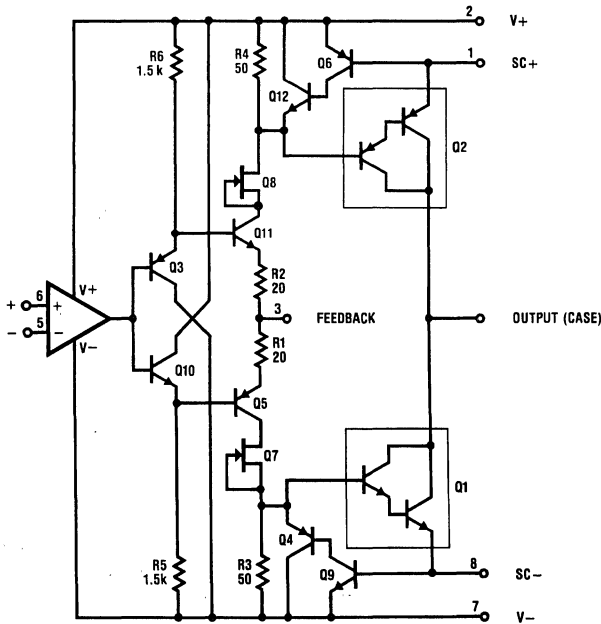 2 V+
R6
1.5 k
R4
50
Q6
1 SC+
Q12
Q2
Q8
Q11
Q3
R2
20
V+
+ 6 +
3 FEEDBACK
OUTPUT (CASE)
- 5 -
V-
R1
20
Q10
Q5
Q7
Q1
Q4
R5
1.5k
R3
50
Q9
8 SC-
7 V-